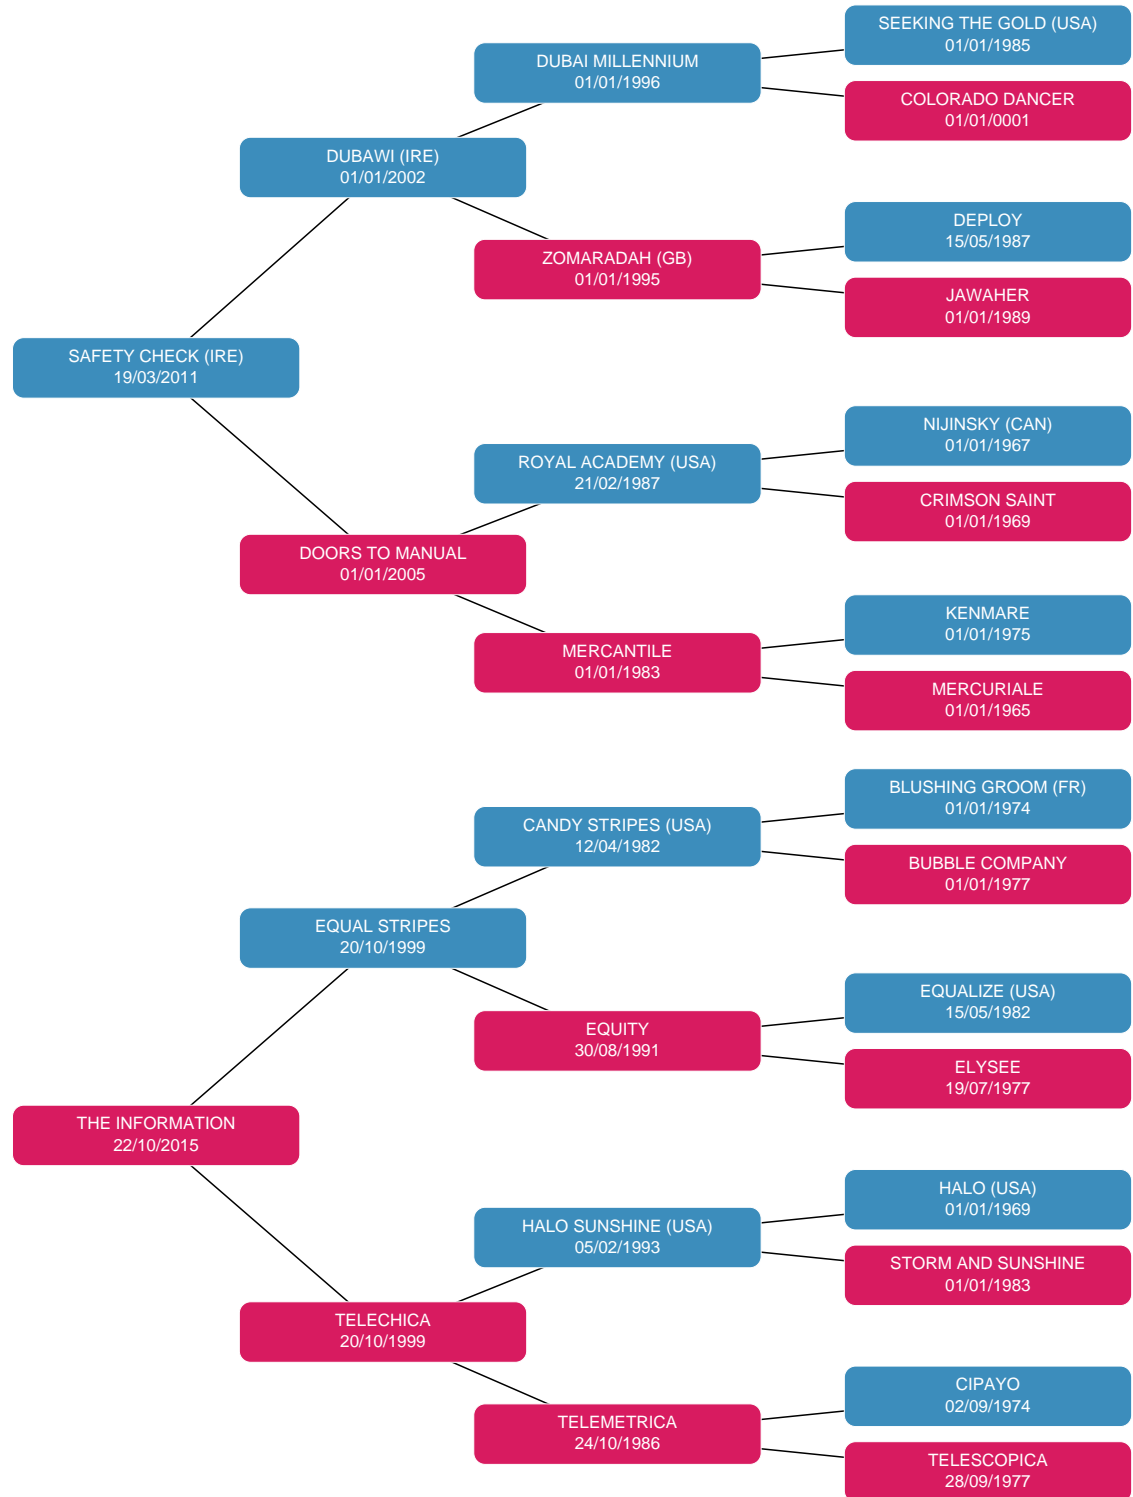 SEEKING THE GOLD (USA)
01/01/1985
DUBAI MILLENNIUM
01/01/1996
COLORADO DANCER
01/01/0001
DUBAWI (IRE)
01/01/2002
DEPLOY
15/05/1987
ZOMARADAH (GB)
01/01/1995
JAWAHER
01/01/1989
SAFETY CHECK (IRE)
19/03/2011
NIJINSKY (CAN)
01/01/1967
ROYAL ACADEMY (USA)
21/02/1987
CRIMSON SAINT
01/01/1969
DOORS TO MANUAL
01/01/2005
KENMARE
01/01/1975
MERCANTILE
01/01/1983
MERCURIALE
01/01/1965
BLUSHING GROOM (FR)
01/01/1974
CANDY STRIPES (USA)
12/04/1982
BUBBLE COMPANY
01/01/1977
EQUAL STRIPES
20/10/1999
EQUALIZE (USA)
15/05/1982
EQUITY
30/08/1991
ELYSEE
19/07/1977
THE INFORMATION
22/10/2015
HALO (USA)
01/01/1969
HALO SUNSHINE (USA)
05/02/1993
STORM AND SUNSHINE
01/01/1983
TELECHICA
20/10/1999
CIPAYO
02/09/1974
TELEMETRICA
24/10/1986
TELESCOPICA
28/09/1977